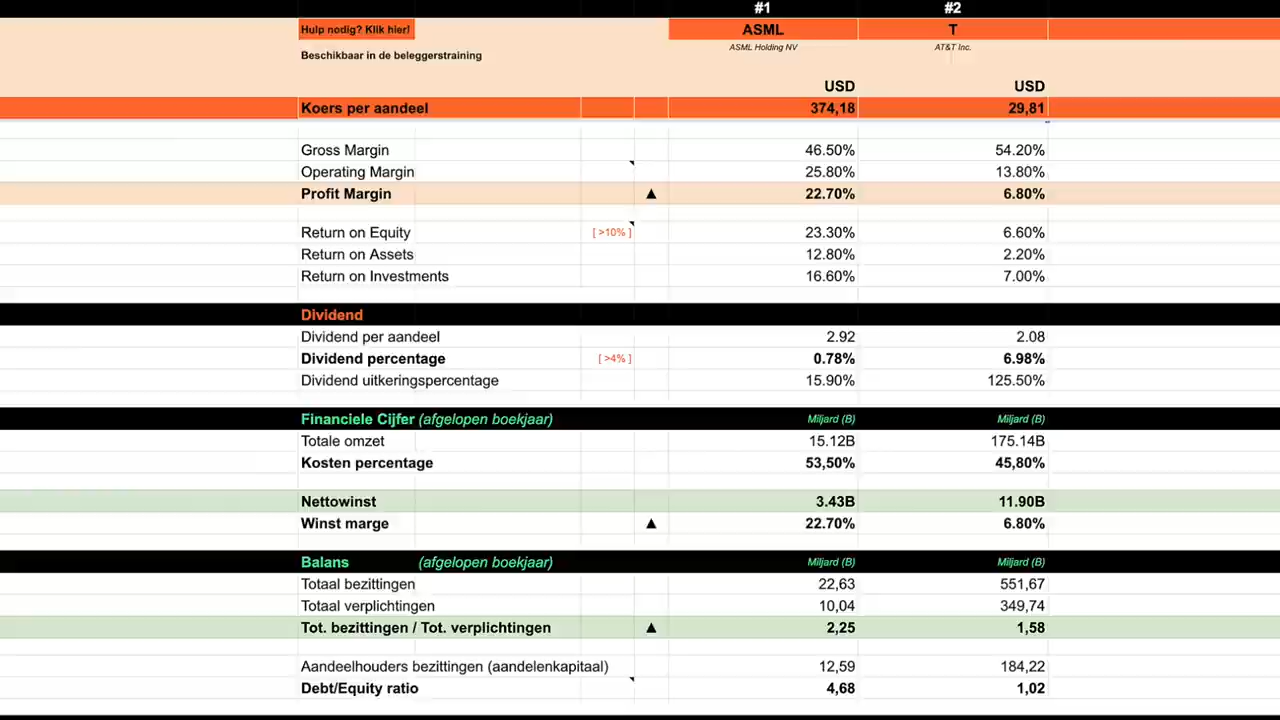 #1 #2
Hulp nodig? Klik hier! ASML T
ASML Holding NV AT&T Inc.
Beschikbaar in de beleggerstraining
USD USD
Koers per aandeel 374,18 29,81
Gross Margin 46.50% 54.20%
Operating Margin 25.80% 13.80%
Profit Margin ▲ 22.70% 6.80%
Return on Equity [ >10% ] 23.30% 6.60%
Return on Assets 12.80% 2.20%
Return on Investments 16.60% 7.00%
Dividend
Dividend per aandeel 2.92 2.08
Dividend percentage [ >4% ] 0.78% 6.98%
Dividend uitkeringspercentage 15.90% 125.50%
Financiele Cijfer (afgelopen boekjaar) Miljard (B) Miljard (B)
Totale omzet 15.12B 175.14B
Kosten percentage 53,50% 45,80%
Nettowinst 3.43B 11.90B
Winst marge ▲ 22.70% 6.80%
Balans (afgelopen boekjaar) Miljard (B) Miljard (B)
Totaal bezittingen 22,63 551,67
Totaal verplichtingen 10,04 349,74
Tot. bezittingen / Tot. verplichtingen ▲ 2,25 1,58
Aandeelhouders bezittingen (aandelenkapitaal) 12,59 184,22
Debt/Equity ratio 4,68 1,02